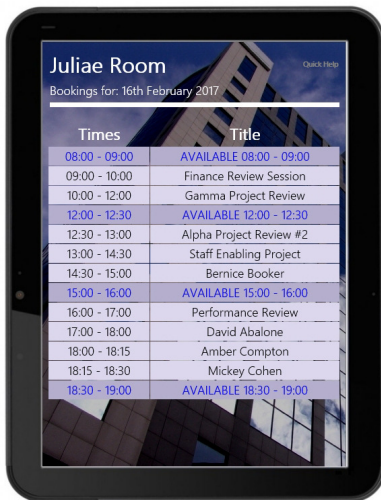 Juliae Room
Quick Help
Bookings for: 16th February 2017
Times Title
08:00 - 09:00 AVAILABLE 08:00 - 09:00
09:00 - 10:00 Finance Review Session
10:00 - 12:00 Gamma Project Review
12:00 - 12:30 AVAILABLE 12:00 - 12:30
12:30 - 13:00 Alpha Project Review #2
13:00 - 14:30 Staff Enabling Project
14:30 - 15:00 Bernice Booker
15:00 - 16:00 AVAILABLE 15:00 - 16:00
16:00 - 17:00 Performance Review
17:00 - 18:00 David Abalone
18:00 - 18:15 Amber Compton
18:15 - 18:30 Mickey Cohen
18:30 - 19:00 AVAILABLE 18:30 - 19:00